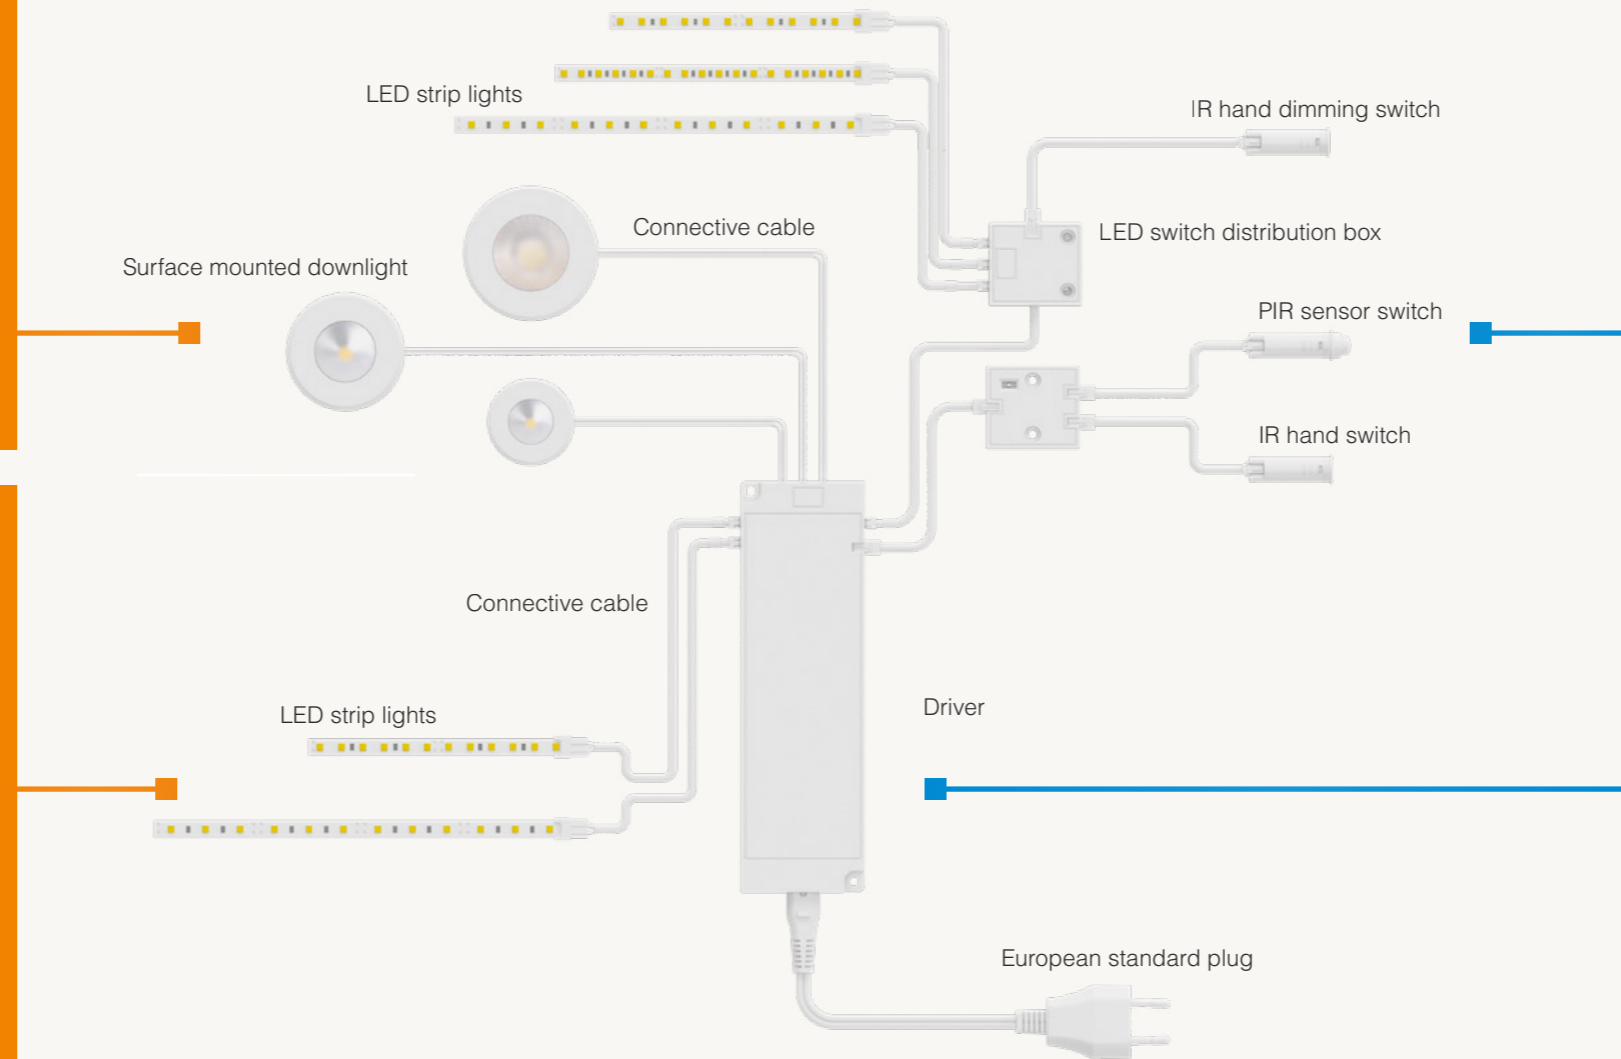 LED strip lights
IR hand dimming switch
Connective cable
LED switch distribution box
Surface mounted downlight
PIR sensor switch
IR hand switch
Connective cable
LED strip lights
Driver
European standard plug